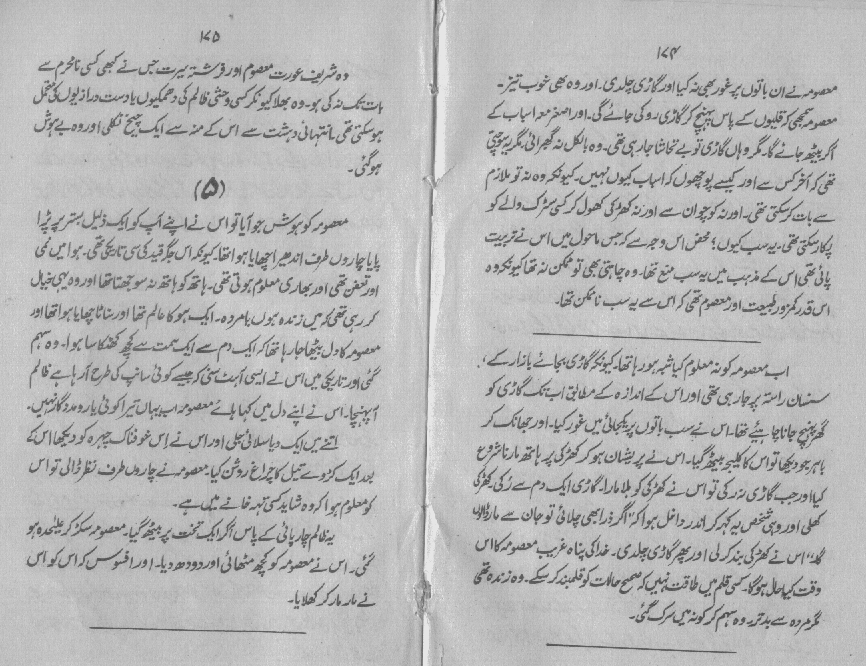 ۱۷۴
معصومہ نے ان باتوں پر غور بھی نہ کیا اور گاڑی چلدی۔ اور وہ بھی خوب تیز۔
معصومہ سمجھی کہ قلیوں کے پاس پہنچ کر گاڑی روکی جائے گی۔ اور اصغر معہ اسباب کے
آکر بیٹھ جائے گا۔ مگر وہاں گاڑی تو بے تحاشا جا رہی تھی۔ وہ بالکل نہ گھبرائی، مگر یہ سوچتی
تھی کہ آخر کس سے اور کیسے پوچھوں کہ اسباب کیوں نہیں۔ کیونکہ وہ نہ تو ملازم
سے بات کر سکتی تھی۔ اور نہ کوچوان سے اور نہ کھڑکی کھول کر کسی سڑک والے کو
پکار سکتی تھی۔ یہ سب کیوں؟ محض اس وجہ سے کہ جس ماحول میں اس نے تربیت
پائی تھی اس کے مذہب میں یہ سب منع تھا۔ وہ چاہتی بھی تو ممکن نہ تھا کیونکہ وہ
اس قدر کمزور طبیعت اور معصوم تھی کہ اس سے یہ سب ناممکن تھا۔
اب معصومہ کو نہ معلوم کیا شبہ ہو رہا تھا۔ کیونکہ گاڑی بجائے بازار کے،
سنسان راستہ پر جا رہی تھی اور اس کے اندازہ کے مطابق اب تک گاڑی کو
گھر پہنچ جانا چاہیئے تھا۔ اس نے سب باتوں پر یکجائی میں غور کیا۔ اور جھانک کر
باہر جو دیکھا تو اس کا کلیجہ بیٹھ گیا۔ اس نے پریشان ہو کر کھڑکی پر ہاتھ مارنا شروع
کیا اور جب گاڑی نہ رکی تو اس نے کھڑکی کو بلا مارا۔ گاڑی ایک دم سے رکی۔ کھڑکی
کھلی اور وہی شخص یہ کہہ کر اندر داخل ہوا کہ "اگر ذرا بھی چلائی تو جان سے مار ڈالوں
گا۔" اس نے کھڑکی بند کر لی اور پھر گاڑی چلدی۔ خدا کی پناہ غریب معصومہ کا اس
وقت کیا حال ہو گا۔ کسی قلم میں طاقت نہیں کہ صحیح حالات کو قلمبند کر سکے۔ وہ زندہ تھی
مگر مردہ سے بدتر۔ وہ سہم کر کونہ میں سرک گئی۔
۱۷۵
وہ شریف عورت معصوم اور فرشتہ سیرت جس نے کبھی کسی نامحرم سے
بات تک نہ کی ہو۔ وہ بھلا کیونکر کسی وحشی ظالم کی دھمکیوں یا دست درازیوں کی متحمل
ہو سکتی تھی۔ انتہائی دہشت سے اس کے منہ سے ایک چیخ نکلی اور وہ بے ہوش
ہو گئی۔
(۵)
معصومہ کو ہوش جو آیا تو اس نے اپنے آپ کو ایک ذلیل بستر پر پڑا
پایا چاروں طرف اندھیرا چھایا ہوا تھا۔ کیونکہ اس جگہ قید کی سی تاریکی تھی۔ ہوا میں نمی
اور تعفن تھی اور بھاری معلوم ہوتی تھی۔ ہاتھ کو ہاتھ نہ سوجھتا تھا اور وہ یہی خیال
کر رہی تھی کہ میں زندہ ہوں یا مردہ۔ ایک ہو کا عالم تھا اور سناٹا چھایا ہوا تھا اور
معصومہ کا دل بیٹھا جا رہا تھا کہ ایک دم سے ایک سمت سے کچھ کھٹکا سا ہوا۔ وہ سہم
گئی اور تاریکی میں اس نے ایسی آہٹ سنی کہ جیسے کوئی سانپ کی طرح آ رہا ہے ظالم
آ پہنچا۔ اس نے اپنے دل میں کہا ہائے معصومہ اب یہاں تیرا کوئی یار و مددگار نہیں۔
اتنے میں ایک دیا سلائی جلی اور اس نے اس خوفناک چہرہ کو دیکھا اس کے
بعد ایک کڑوے تیل کا چراغ روشن کیا۔ معصومہ نے چاروں طرف نظر ڈالی تو اس
کو معلوم ہوا کہ وہ شاید کسی تہہ خانے میں ہے۔
یہ ظالم چارپائی کے پاس آکر ایک تخت پر بیٹھ گیا۔ معصومہ سکڑ کر علیحدہ ہو
گئی۔ اس نے معصومہ کو کچھ مٹھائی اور دودھ دیا۔ اور افسوس کہ اس کو اس
نے مار مار کر کھلایا۔